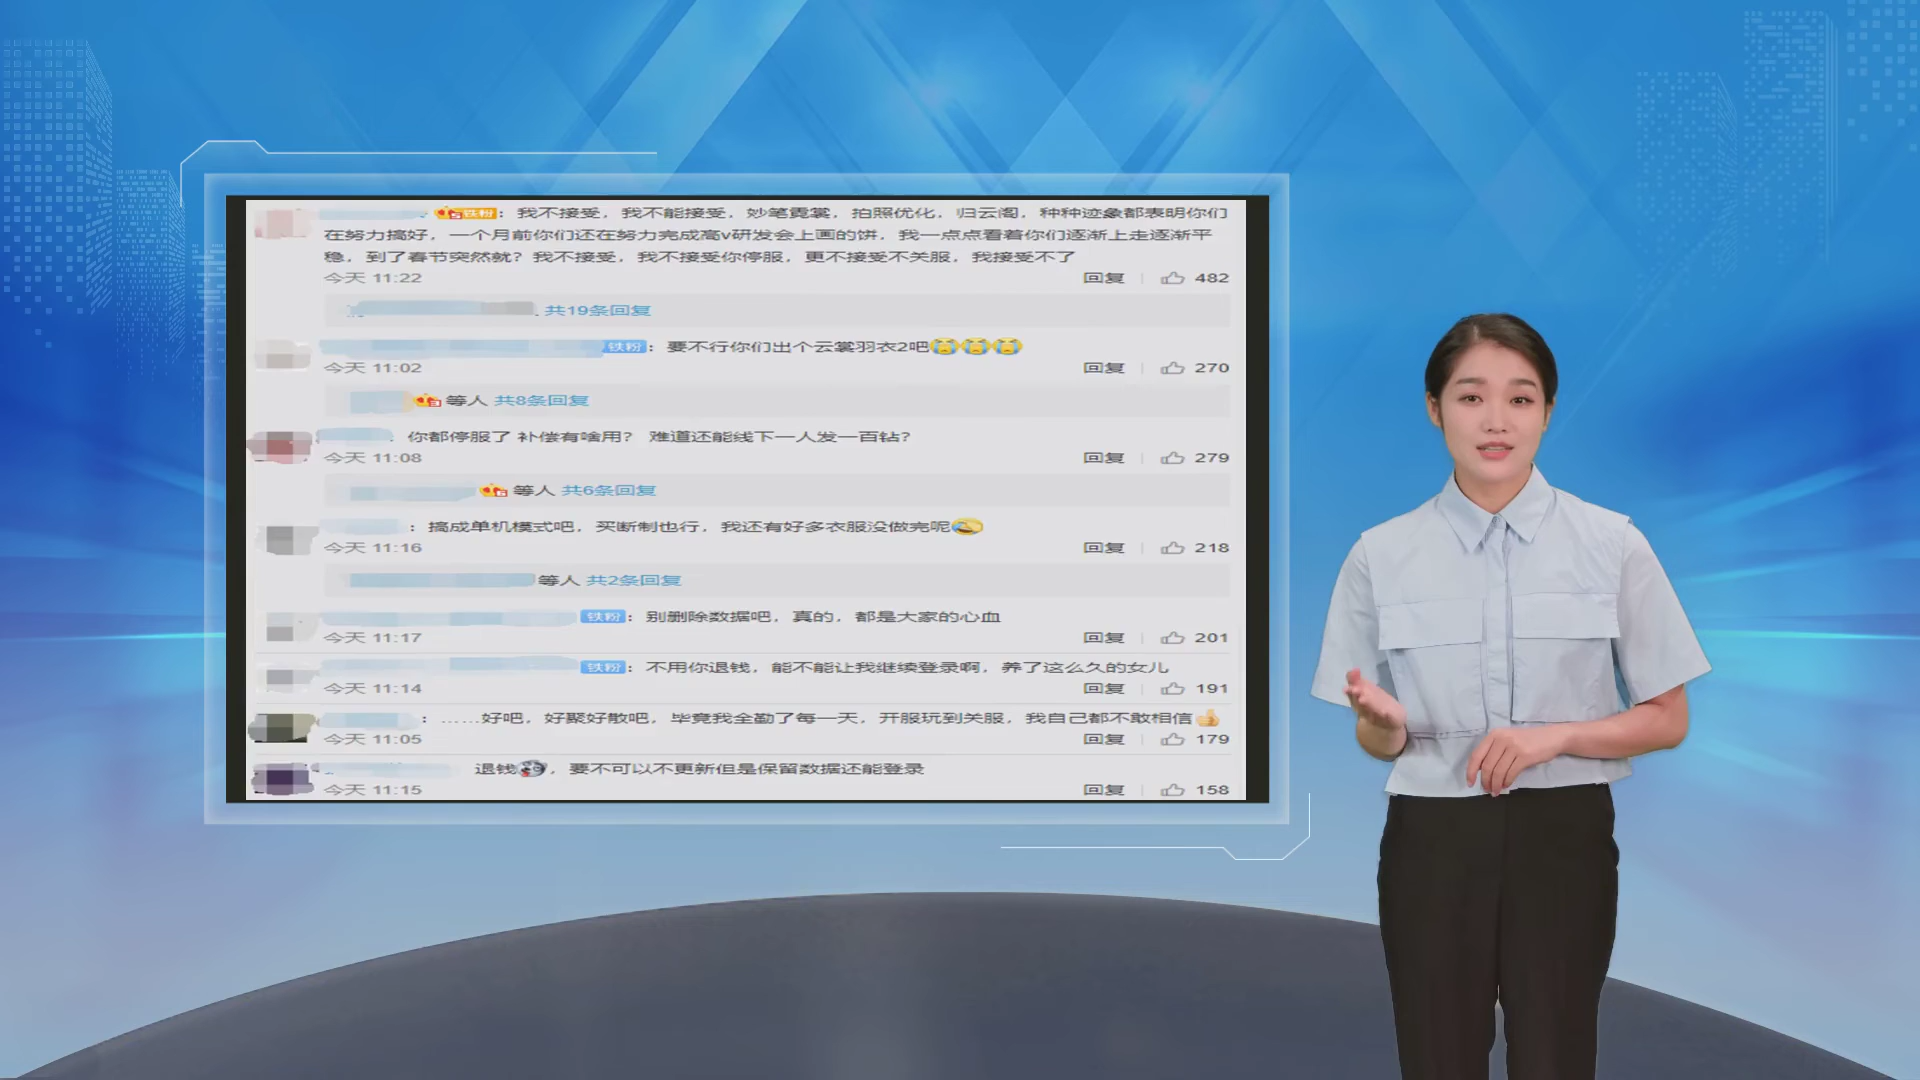 铁粉：我不接受，我不能接受，妙笔霓裳，拍照优化，归云阁，种种迹象都表明你们
在努力搞好，一个月前你们还在努力完成高v研发会上画的饼，我一点点看着你们逐渐上走逐渐平
稳，到了春节突然就？我不接受，我不接受你停服，更不接受不关服，我接受不了
今天 11:22 回复 482
共19条回复
铁粉：要不行你们出个云裳羽衣2吧😭😭😭
今天 11:02 回复 270
等人 共8条回复
你都停服了 补偿有啥用？ 难道还能线下一人发一百钻？
今天 11:08 回复 279
等人 共6条回复
：搞成单机模式吧，买断制也行，我还有好多衣服没做完呢
今天 11:16 回复 218
等人 共2条回复
铁粉：别删除数据吧，真的，都是大家的心血
今天 11:17 回复 201
铁粉：不用你退钱，能不能让我继续登录啊，养了这么久的女儿
今天 11:14 回复 191
：……好吧，好聚好散吧，毕竟我全勤了每一天，开服玩到关服，我自己都不敢相信👍
今天 11:05 回复 179
退钱，要不可以不更新但是保留数据还能登录
今天 11:15 回复 158